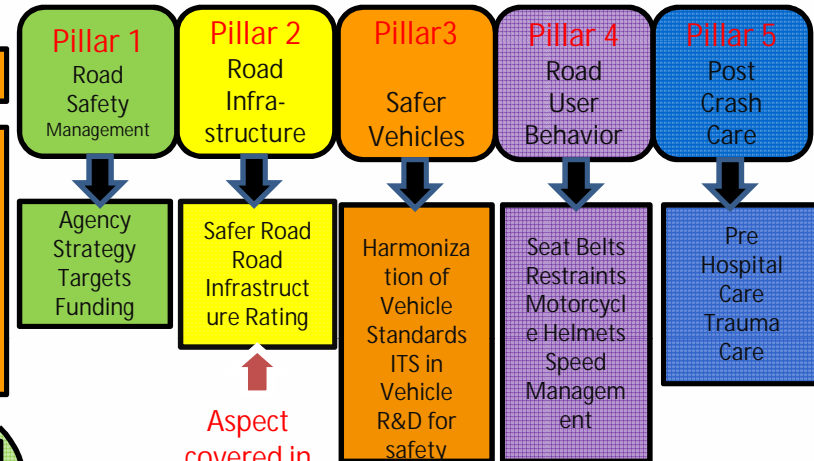 Pillar 1
Road
Safety
Management
Pillar 2
Road
Infra-
structure
Pillar3
Safer
Vehicles
Pillar 4
Road
User
Behavior
Pillar 5
Post
Crash
Care
Agency
Strategy
Targets
Funding
Safer Road
Road
Infrastruct
ure Rating
Harmoniza
tion of
Vehicle
Standards
ITS in
Vehicle
R&D for
safety
Seat Belts
Restraints
Motorcycl
e Helmets
Speed
Managem
ent
Pre
Hospital
Care
Trauma
Care
Aspect
covered in